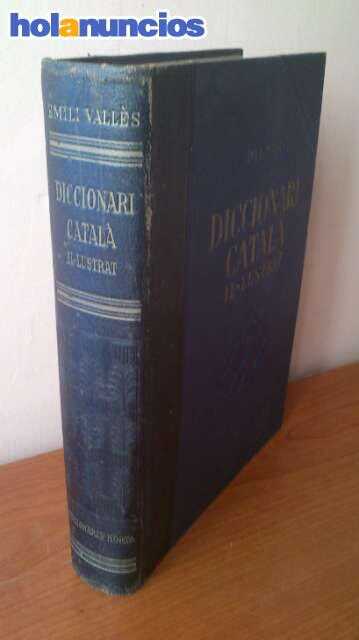 holanuncios
EMILI VALLÈS
DICCIONARI
CATALÀ
IL·LUSTRAT
DICCIONARI
CATALÀ
IL·LUSTRAT